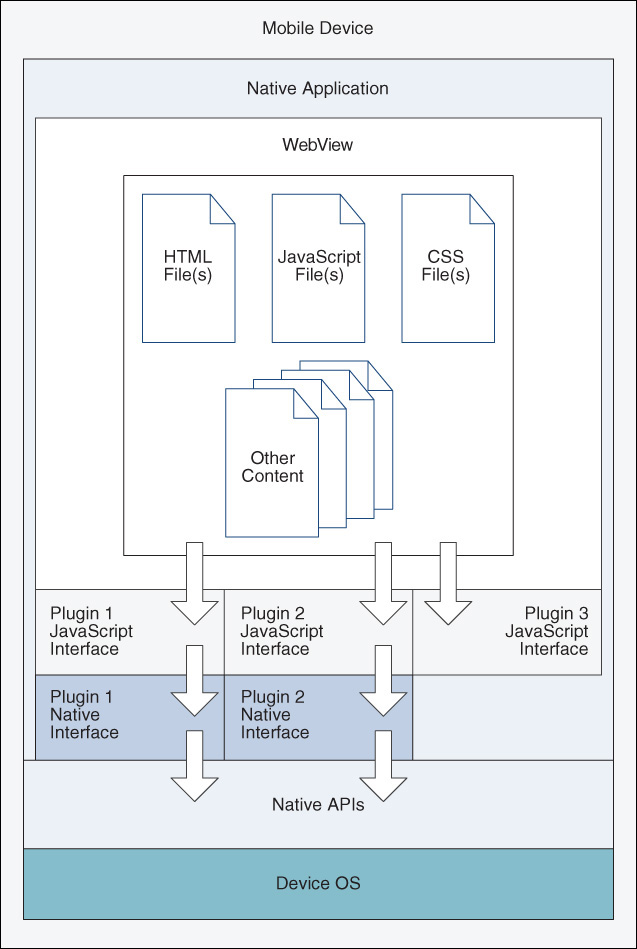 Mobile Device
Native Application
WebView
HTML
File(s)
JavaScript
File(s)
CSS
File(s)
Other
Content
Plugin 1
JavaScript
Interface
Plugin 2
JavaScript
Interface
Plugin 3
JavaScript
Interface
Plugin 1
Native
Interface
Plugin 2
Native
Interface
Native APIs
Device OS